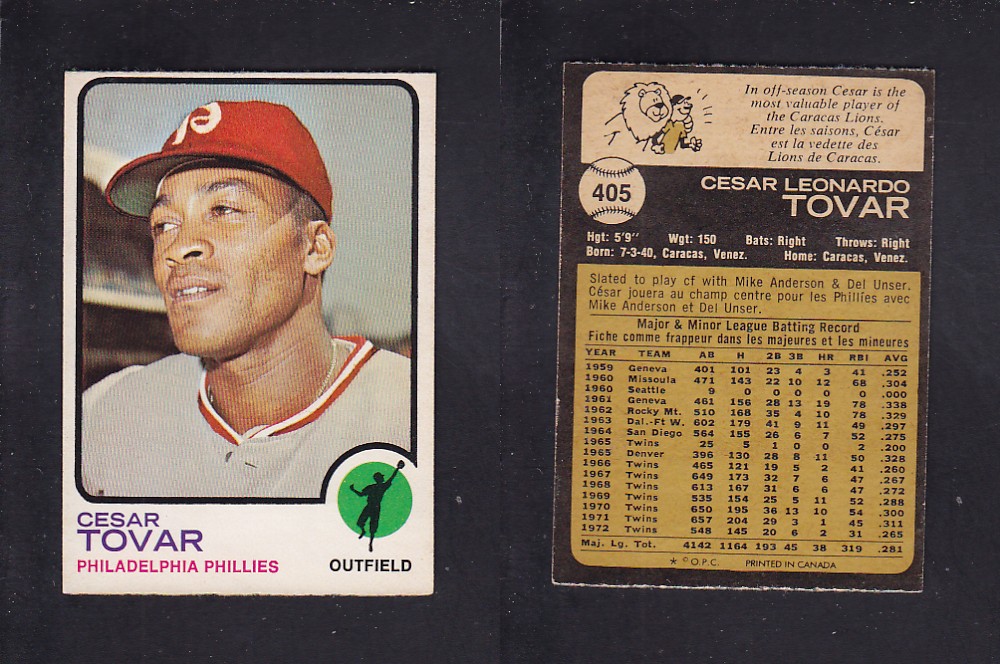 P
CESAR
TOVAR
PHILADELPHIA PHILLIES
OUTFIELD
In off-season Cesar is the
most valuable player of
the Caracas Lions.
Entre les saisons, César
est la vedette des
Lions de Caracas.
405
CESAR LEONARDO
TOVAR
Hgt: 5'9" Wgt: 150 Bats: Right Throws: Right
Born: 7-3-40, Caracas, Venez. Home: Caracas, Venez.
Slated to play cf with Mike Anderson & Del Unser.
César jouera au champ centre pour les Phillies avec
Mike Anderson et Del Unser.
Major & Minor League Batting Record
Fiche comme frappeur dans les majeures et les mineures
YEAR TEAM AB H 2B 3B HR RBI AVG
1959 Geneva 401 101 23 4 3 41 .252
1960 Missoula 471 143 22 10 12 68 .304
1960 Seattle 9 0 0 0 0 0 .000
1961 Geneva 461 156 28 13 19 78 .338
1962 Rocky Mt. 510 168 35 4 10 78 .329
1963 Dal.-Ft W. 602 179 41 9 11 49 .297
1964 San Diego 564 155 26 6 7 52 .275
1965 Twins 25 5 1 0 0 2 .200
1965 Denver 396 130 28 8 11 50 .328
1966 Twins 465 121 19 5 2 41 .260
1967 Twins 649 173 32 7 6 47 .267
1968 Twins 613 167 31 6 6 47 .272
1969 Twins 535 154 25 5 11 52 .288
1970 Twins 650 195 36 13 10 54 .300
1971 Twins 657 204 29 3 1 45 .311
1972 Twins 548 145 20 6 2 31 .265
Maj. Lg. Tot. 4142 1164 193 45 38 319 .281
* © O.P.C. PRINTED IN CANADA